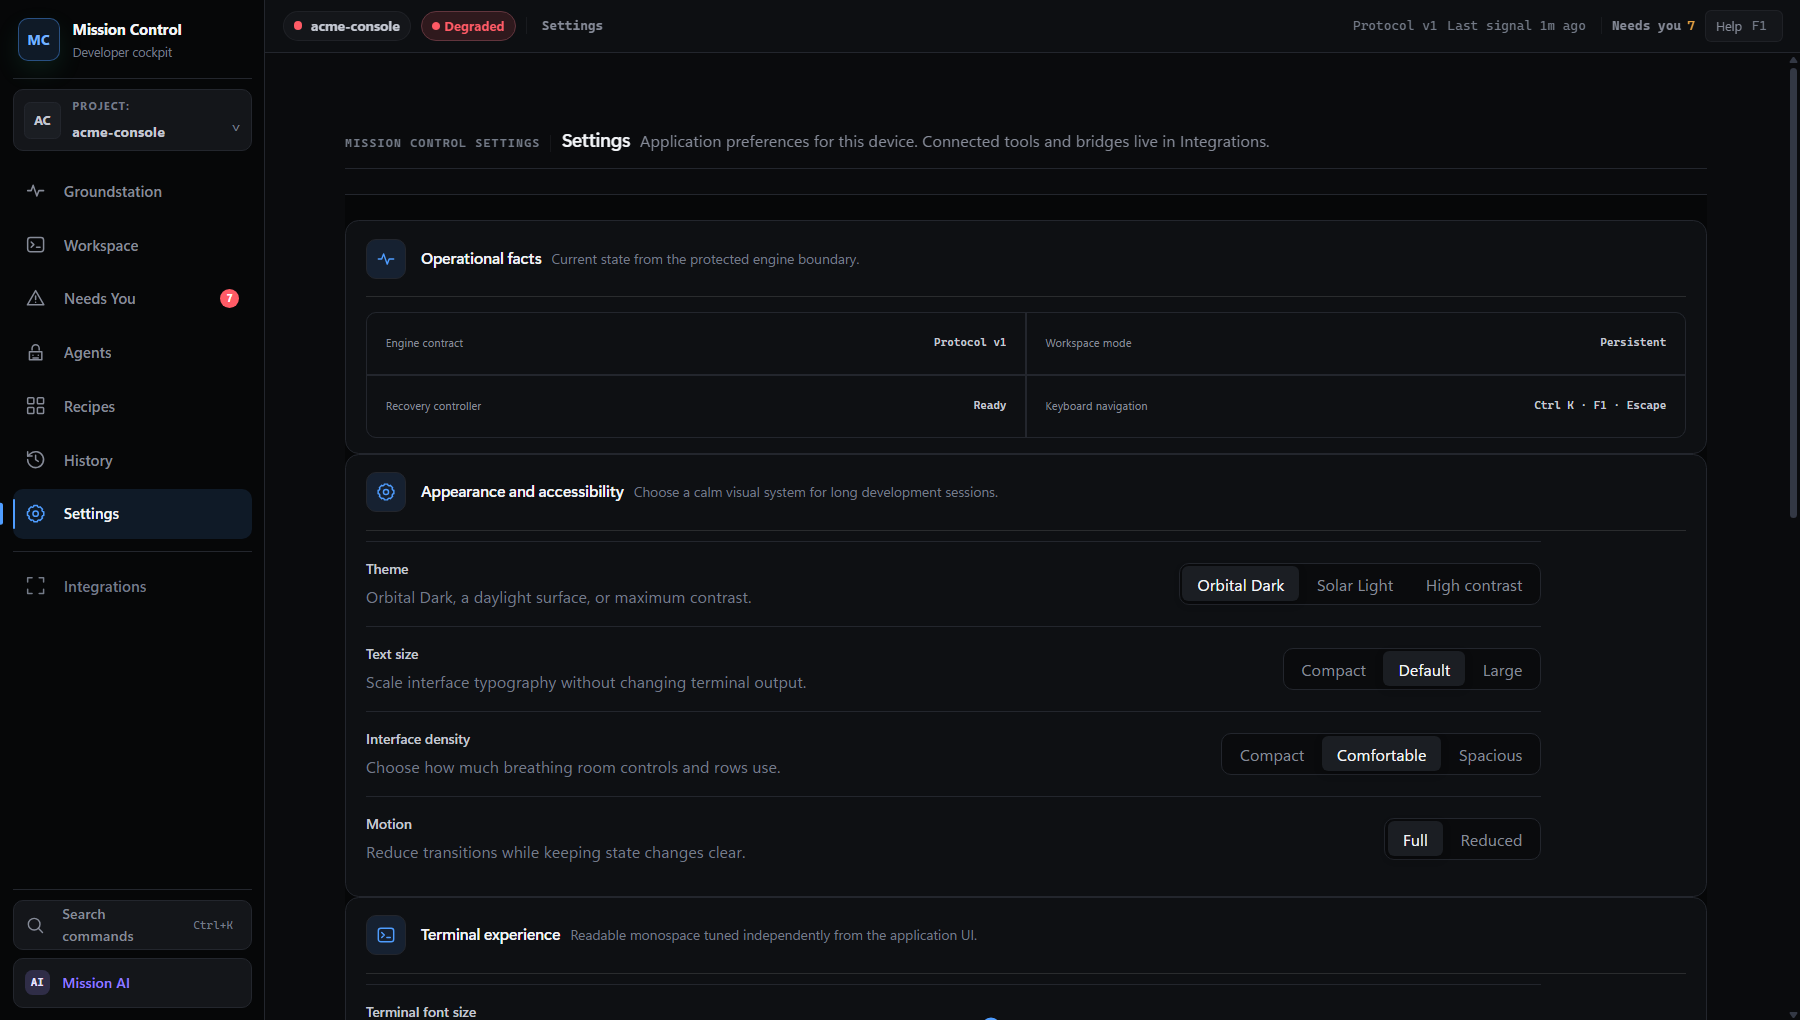 MC
Mission Control
Developer cockpit
AC
PROJECT:
acme-console
v
Groundstation
Workspace
Needs You
7
Agents
Recipes
History
Settings
Integrations
Search commands
Ctrl+K
AI
Mission AI
acme-console
Degraded
Settings
Protocol v1
Last signal 1m ago
Needs you 7
Help F1
MISSION CONTROL SETTINGS
Settings
Application preferences for this device. Connected tools and bridges live in Integrations.
Operational facts
Current state from the protected engine boundary.
Engine contract
Protocol v1
Workspace mode
Persistent
Recovery controller
Ready
Keyboard navigation
Ctrl K · F1 · Escape
Appearance and accessibility
Choose a calm visual system for long development sessions.
Theme
Orbital Dark, a daylight surface, or maximum contrast.
Orbital Dark
Solar Light
High contrast
Text size
Scale interface typography without changing terminal output.
Compact
Default
Large
Interface density
Choose how much breathing room controls and rows use.
Compact
Comfortable
Spacious
Motion
Reduce transitions while keeping state changes clear.
Full
Reduced
Terminal experience
Readable monospace tuned independently from the application UI.
Terminal font size